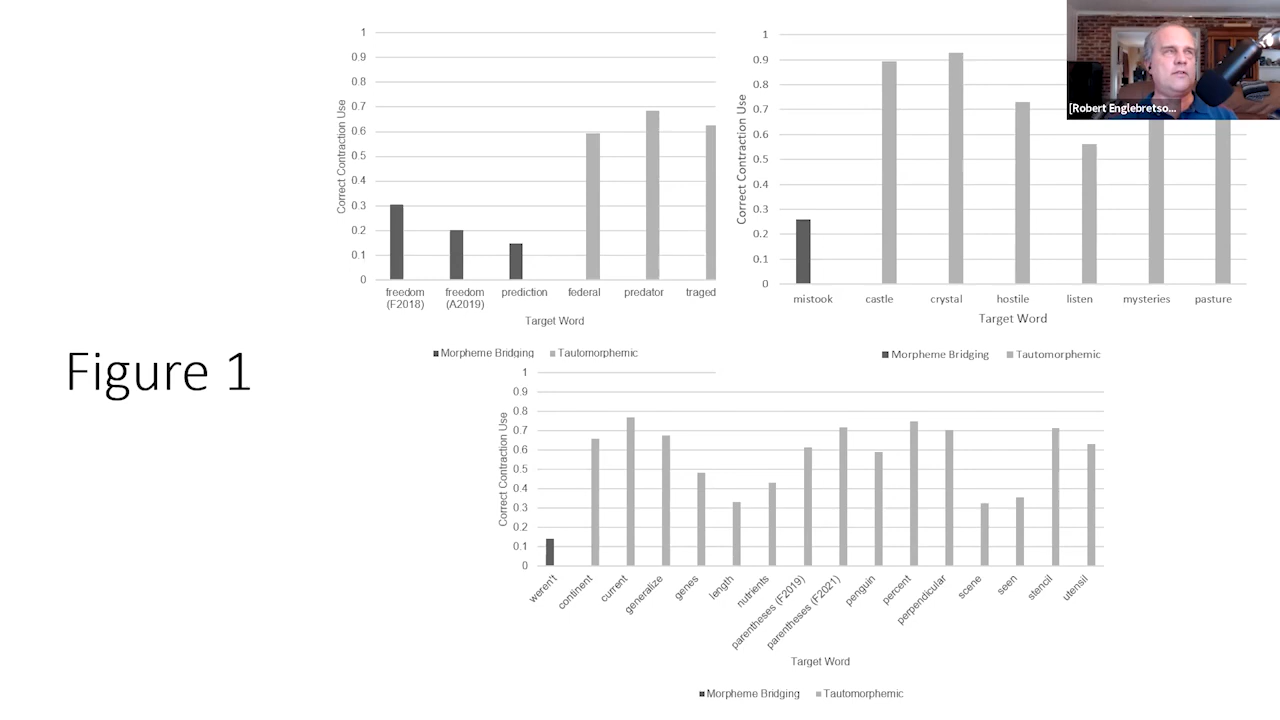 1
0.9
0.8
0.7
0.6
0.5
0.4
0.3
0.2
0.1
0
Correct Contraction Use
freedom (F2018)
freedom (A2019)
prediction
federal
predator
traged
Target Word
Morpheme Bridging
Tautomorphemic
1
0.9
0.8
0.7
0.6
0.5
0.4
0.3
0.2
0.1
0
Correct Contraction Use
mistook
castle
crystal
hostile
listen
mysteries
pasture
Target Word
Morpheme Bridging
Tautomorphemic
[Robert Englebretso...
Figure 1
1
0.9
0.8
0.7
0.6
0.5
0.4
0.3
0.2
0.1
0
Correct Contraction Use
weren't
continent
current
generalize
genes
length
nutrients
parentheses (F2019)
parentheses (F2021)
penguin
percent
perpendicular
scene
seen
stencil
utensil
Target Word
Morpheme Bridging
Tautomorphemic